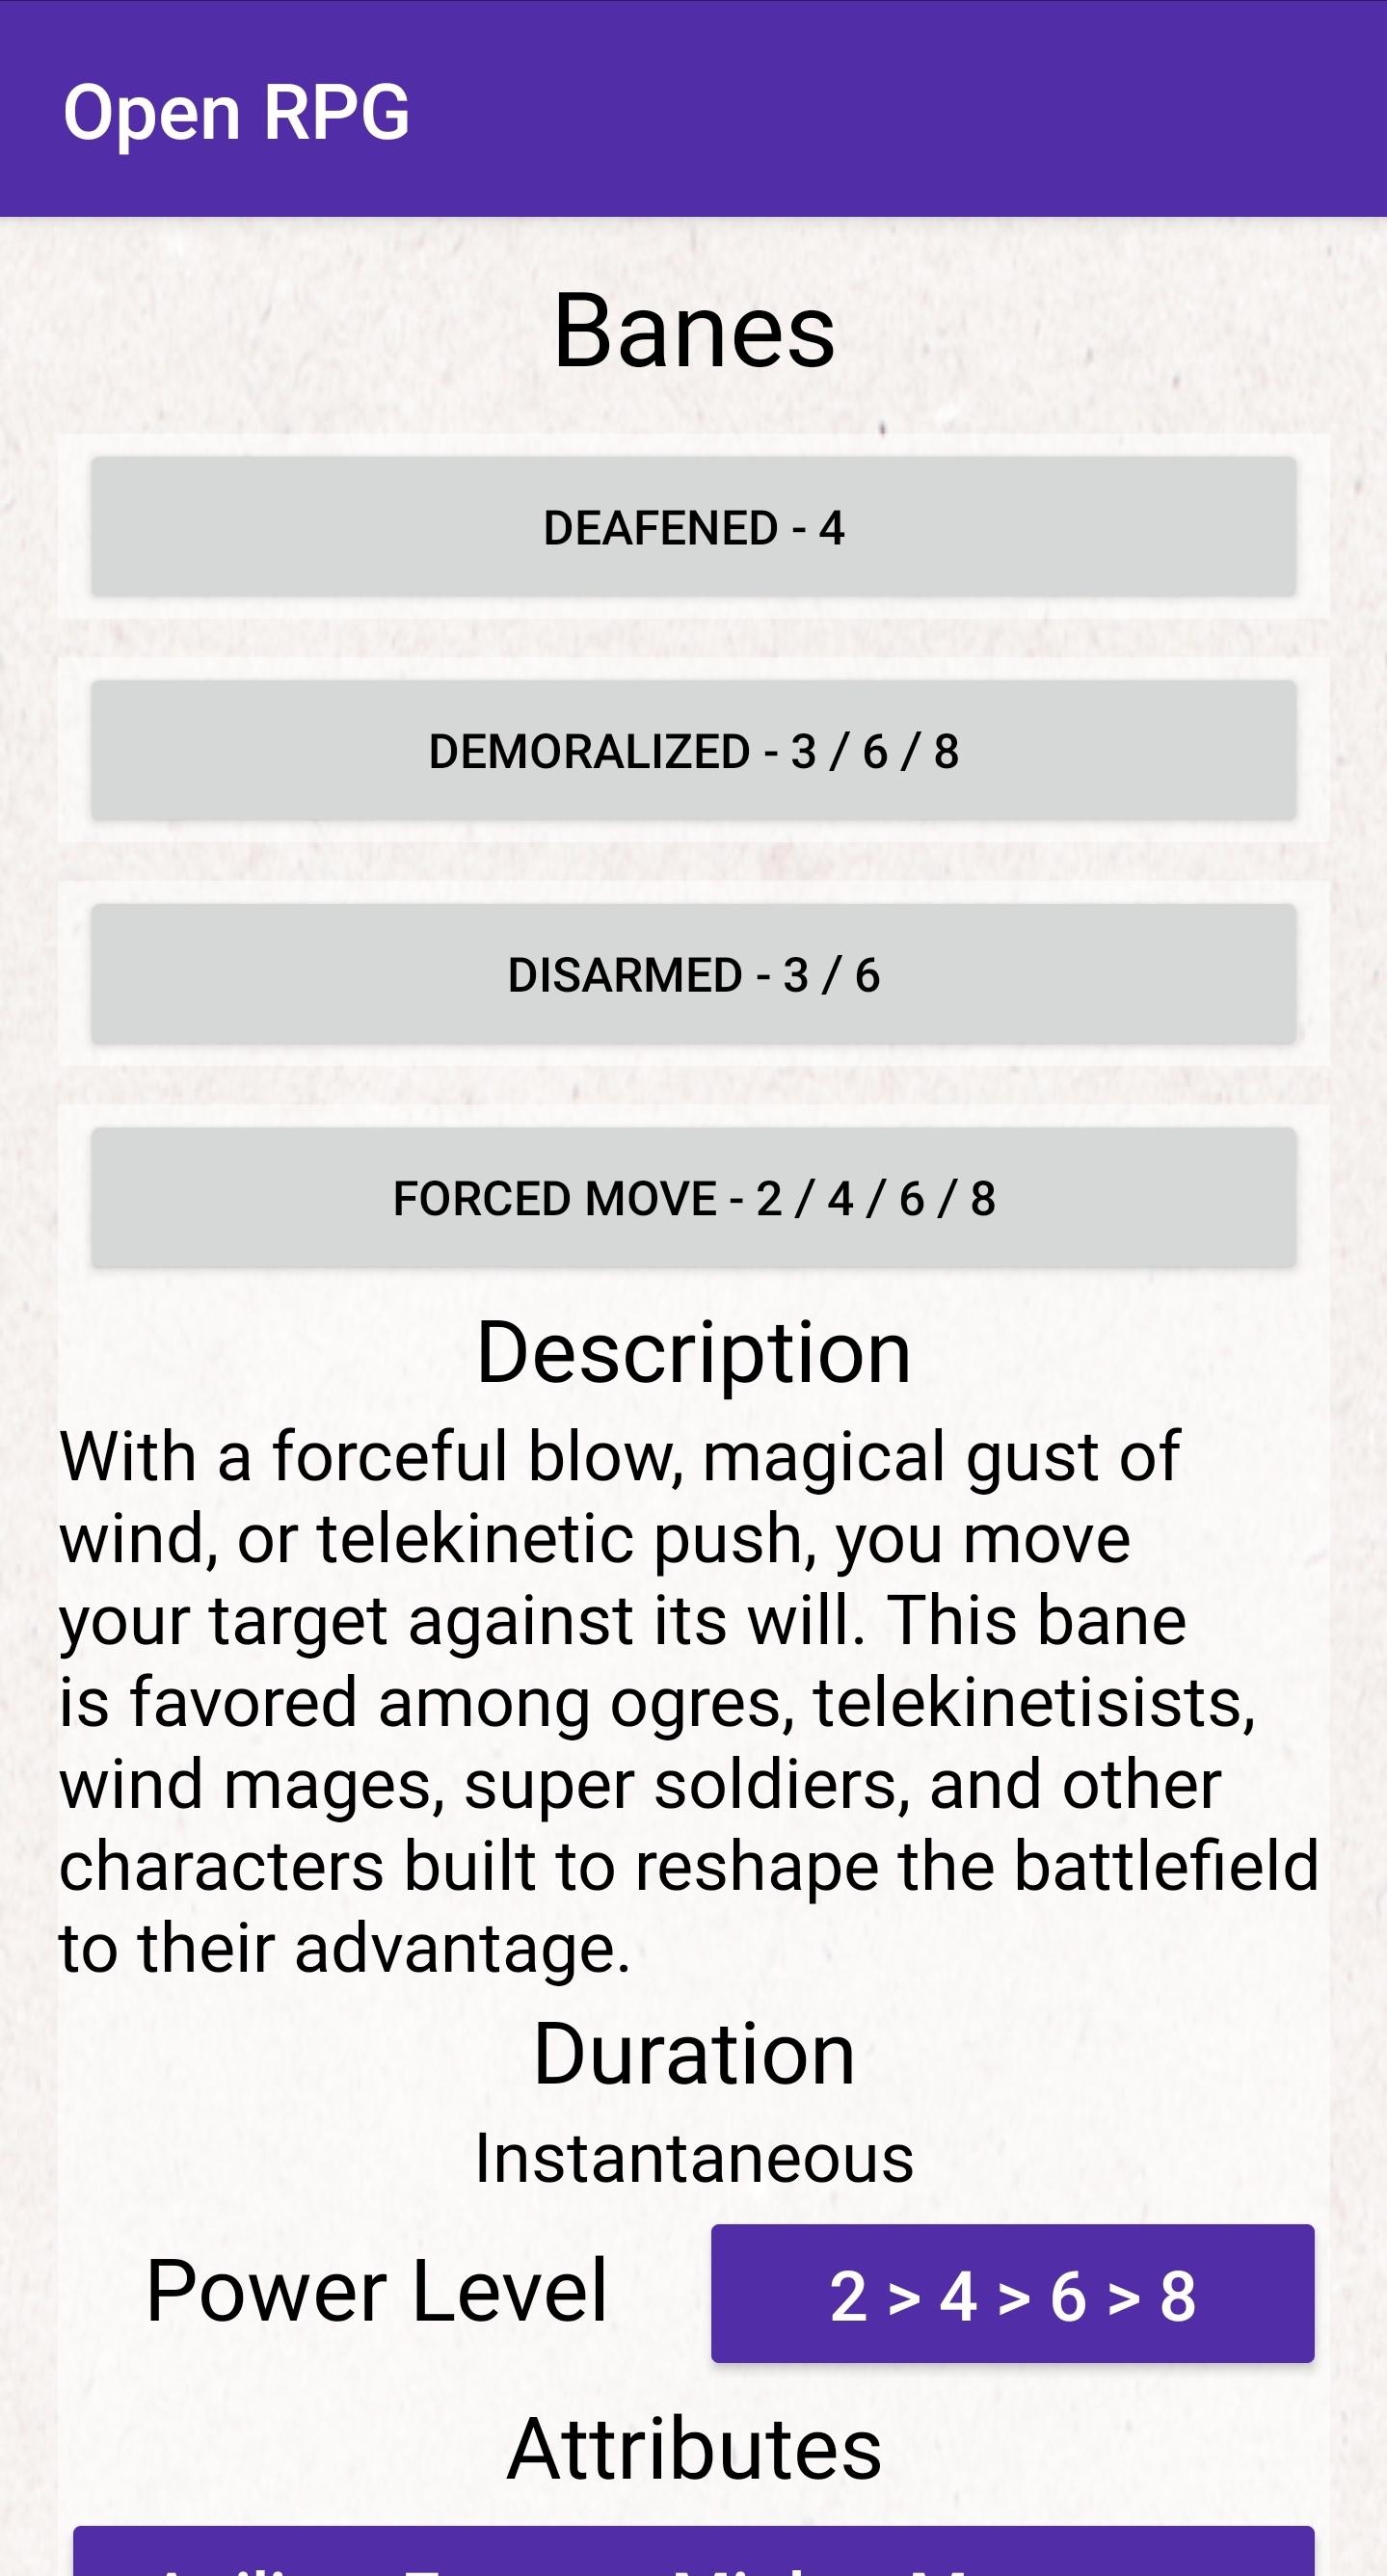 Open RPG
Banes
DEAFENED - 4
DEMORALIZED - 3 / 6 / 8
DISARMED - 3 / 6
FORCED MOVE - 2 / 4 / 6 / 8
Description
With a forceful blow, magical gust of
wind, or telekinetic push, you move
your target against its will. This bane
is favored among ogres, telekinetisists,
wind mages, super soldiers, and other
characters built to reshape the battlefield
to their advantage.
Duration
Instantaneous
Power Level
2 > 4 > 6 > 8
Attributes